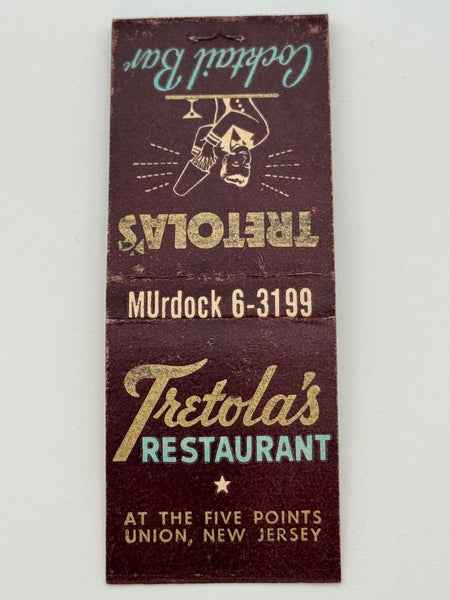 Cocktail Bar
TRETOLA'S
MUrdock 6-3199
Tretola's
RESTAURANT
AT THE FIVE POINTS
UNION, NEW JERSEY